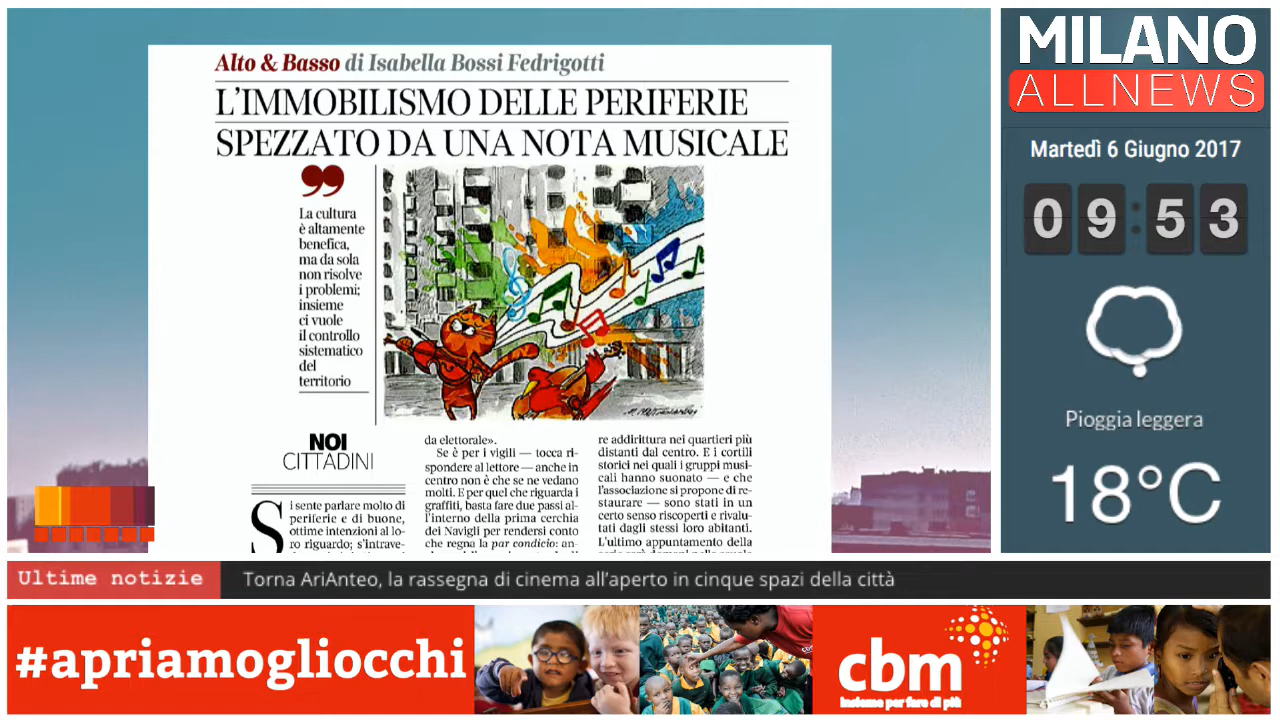 Alto & Basso di Isabella Bossi Fedrigotti
L'IMMOBILISMO DELLE PERIFERIE
SPEZZATO DA UNA NOTA MUSICALE
La cultura
è altamente
benefica,
ma da sola
non risolve
i problemi;
insieme
ci vuole
il controllo
sistematico
del
territorio
NOI
CITTADINI
Si sente parlare molto di
periferie e di buone,
ottime intenzioni al lo-
ro riguardo; s'intrave-
da elettorale».
Se è per i vigili — tocca ri-
spondere al lettore — anche in
centro non è che se ne vedano
molti. E per quel che riguarda i
graffiti, basta fare due passi al-
l'interno della prima cerchia
dei Navigli per rendersi conto
che regna la par condicio: an-
re addirittura nei quartieri più
distanti dal centro. E i cortili
storici nei quali i gruppi musi-
cali hanno suonato — e che
l'associazione si propone di re-
staurare — sono stati in un
certo senso riscoperti e rivalu-
tati dagli stessi loro abitanti.
L'ultimo appuntamento della
MILANO
ALLNEWS
Martedì 6 Giugno 2017
09:53
Pioggia leggera
18°C
Ultime notizie
Torna AriAnteo, la rassegna di cinema all'aperto in cinque spazi della città
#apriamogliocchi
cbm
insieme per fare di più